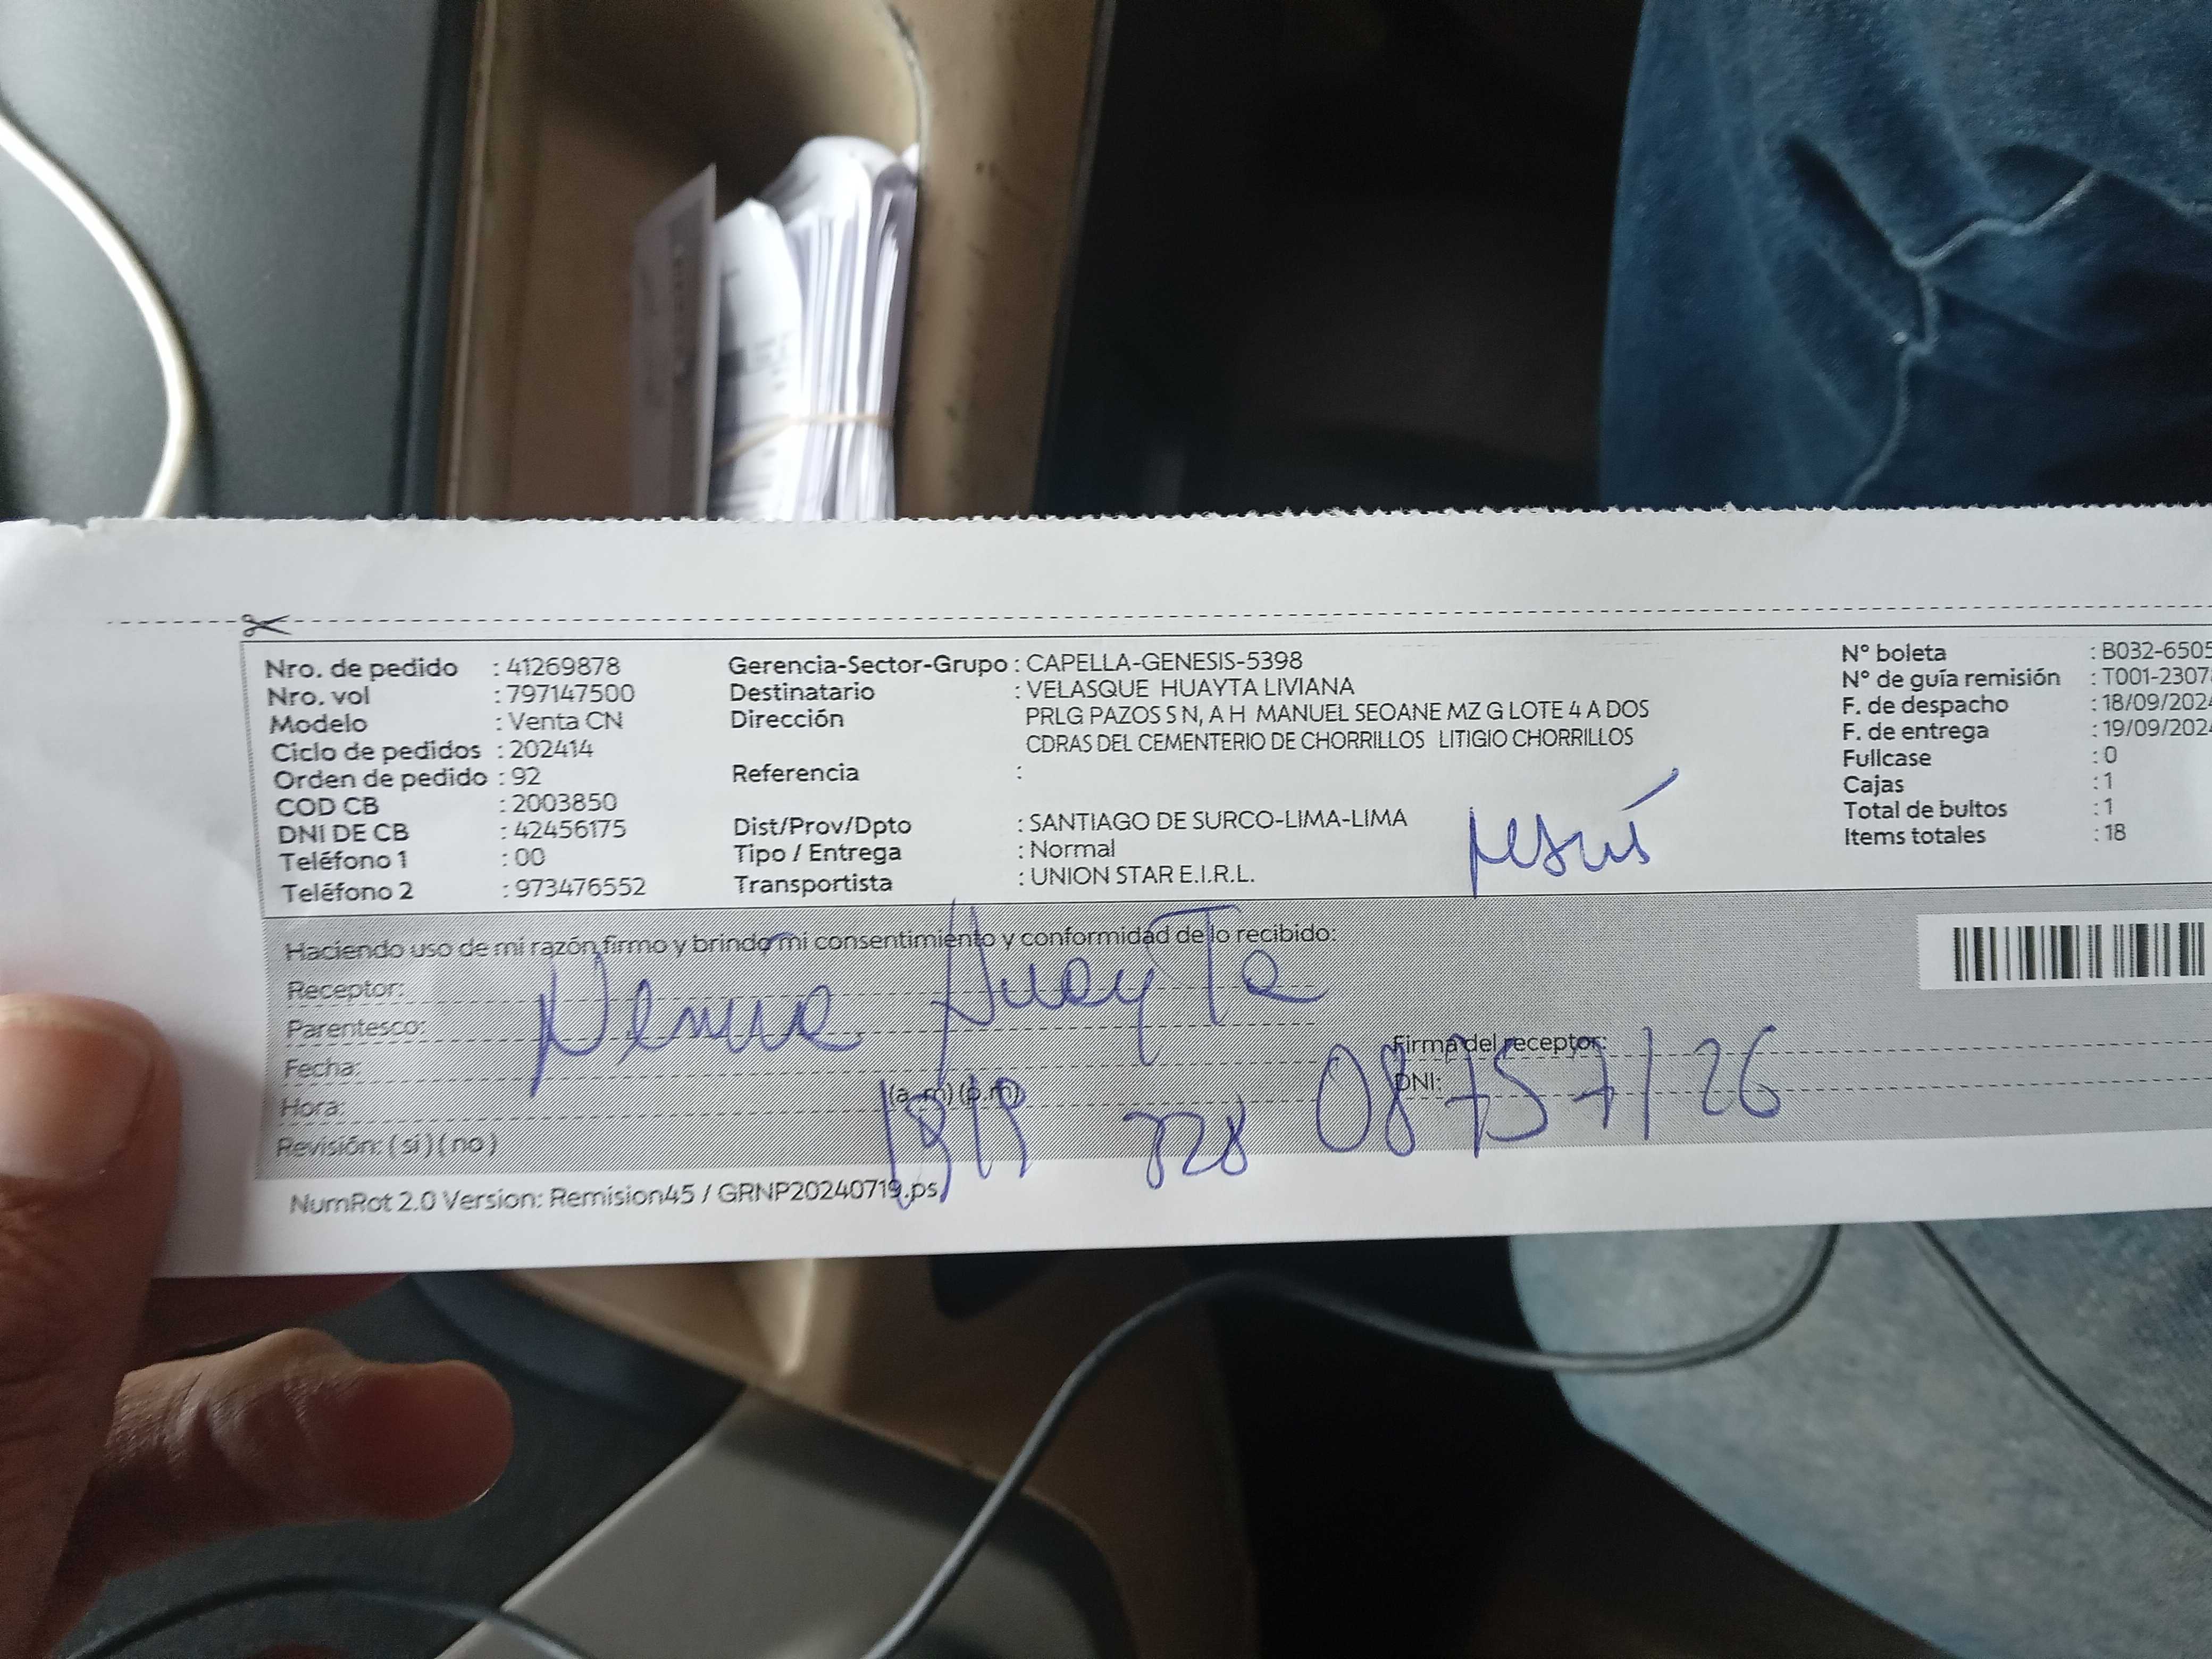 Nro. de pedido : 41269878
Nro. vol : 797147500
Modelo : Venta CN
Ciclo de pedidos : 202414
Orden de pedido : 92
COD CB : 2003850
DNI DE CB : 42456175
Teléfono 1 : 00
Teléfono 2 : 973476552
Gerencia-Sector-Grupo : CAPELLA-GENESIS-5398
Destinatario : VELASQUE HUAYTA LIVIANA
Dirección PRLG PAZOS S N, A H MANUEL SEOANE MZ G LOTE 4 A DOS
CDRAS DEL CEMENTERIO DE CHORRILLOS LITIGIO CHORRILLOS
Referencia :
Dist/Prov/Dpto : SANTIAGO DE SURCO-LIMA-LIMA
Tipo / Entrega : Normal
Transportista : UNION STAR E.I.R.L.
Jesús
N° boleta : B032-6505
N° de guía remisión : T001-2307
F. de despacho : 18/09/2024
F. de entrega : 19/09/2024
Fullcase : 0
Cajas : 1
Total de bultos : 1
Items totales : 18
Haciendo uso de mi razón,firmo y brindo mi consentimiento y conformidad de lo recibido:
Receptor:
Huayta
Parentesco:
Fecha:
Firma del receptor:
Hora: (a. m) (p.m)
DNI:
08757126
Revisión: ( si ) ( no )
NumRot 2.0 Version: Remision45 / GRNP20240719.ps